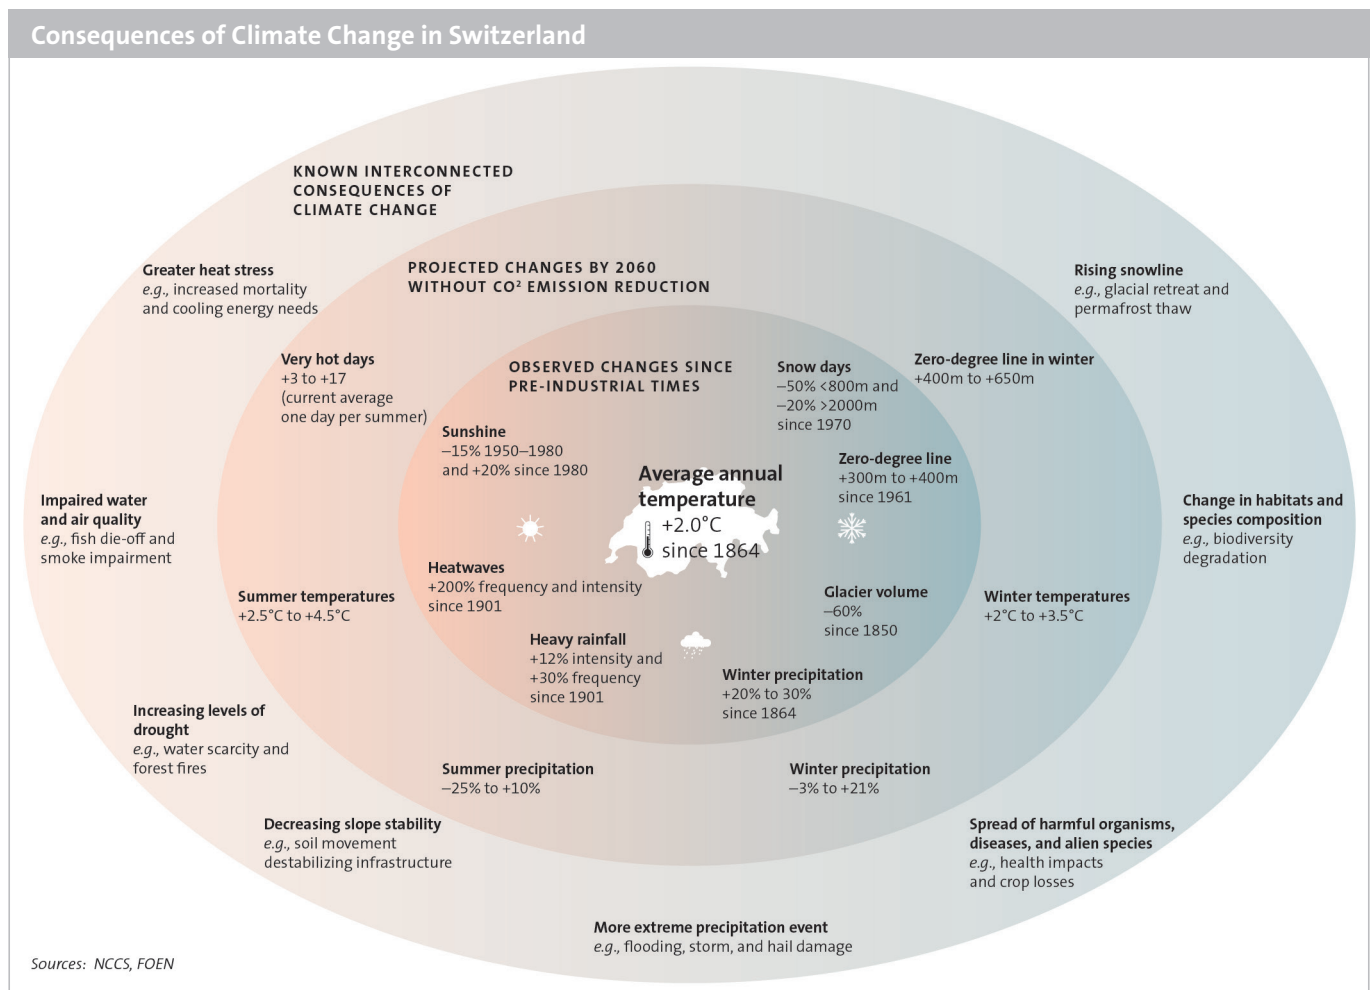 Consequences of Climate Change in Switzerland
KNOWN INTERCONNECTED
CONSEQUENCES OF
CLIMATE CHANGE
Greater heat stress
e.g., increased mortality
and cooling energy needs
Rising snowline
e.g., glacial retreat and
permafrost thaw
Impaired water
and air quality
e.g., fish die-off and
smoke impairment
Change in habitats and
species composition
e.g., biodiversity
degradation
Increasing levels of
drought
e.g., water scarcity and
forest fires
Decreasing slope stability
e.g., soil movement
destabilizing infrastructure
Spread of harmful organisms,
diseases, and alien species
e.g., health impacts
and crop losses
More extreme precipitation event
e.g., flooding, storm, and hail damage
PROJECTED CHANGES BY 2060
WITHOUT CO² EMISSION REDUCTION
Very hot days
+3 to +17
(current average
one day per summer)
Zero-degree line in winter
+400m to +650m
Summer temperatures
+2.5°C to +4.5°C
Winter temperatures
+2°C to +3.5°C
Summer precipitation
–25% to +10%
Winter precipitation
–3% to +21%
OBSERVED CHANGES SINCE
PRE-INDUSTRIAL TIMES
Snow days
–50% <800m and
–20% >2000m
since 1970
Sunshine
–15% 1950–1980
and +20% since 1980
Zero-degree line
+300m to +400m
since 1961
Average annual
temperature
+2.0°C
since 1864
Heatwaves
+200% frequency and intensity
since 1901
Glacier volume
–60%
since 1850
Heavy rainfall
+12% intensity and
+30% frequency
since 1901
Winter precipitation
+20% to 30%
since 1864
Sources: NCCS, FOEN